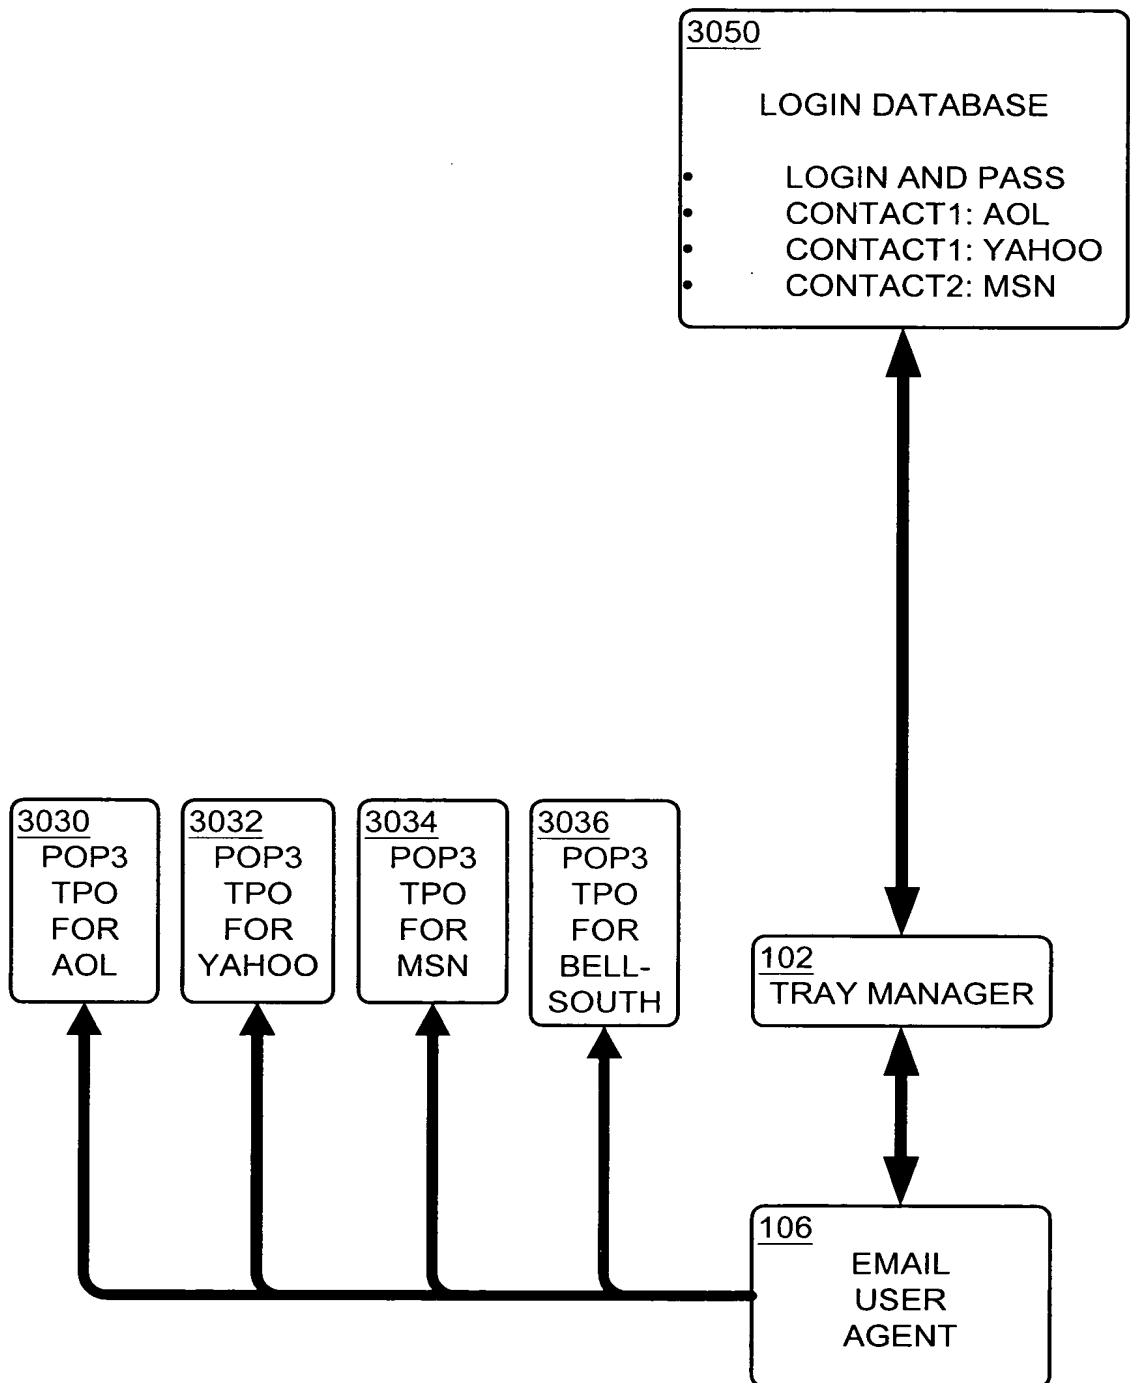 3050
LOGIN DATABASE
• LOGIN AND PASS
• CONTACT1: AOL
• CONTACT1: YAHOO
• CONTACT2: MSN
3030
POP3
TPO
FOR
AOL
3032
POP3
TPO
FOR
YAHOO
3034
POP3
TPO
FOR
MSN
3036
POP3
TPO
FOR
BELL-
SOUTH
102
TRAY MANAGER
106
EMAIL
USER
AGENT